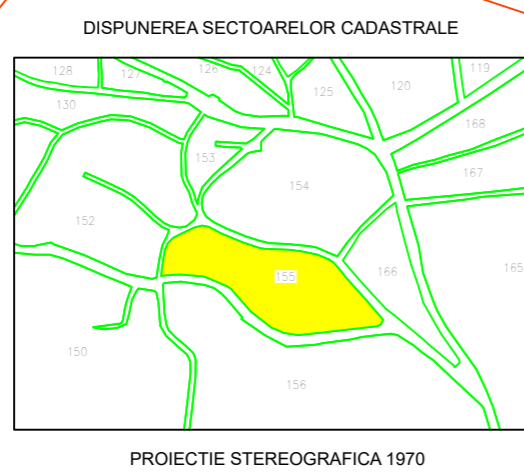 DISPUNEREA SECTOARELOR CADASTRALE
128 127 126 124 119
130 125 120
168
153
154 167
152
155 166 165
150
156
PROIECTIE STEREOGRAFICA 1970